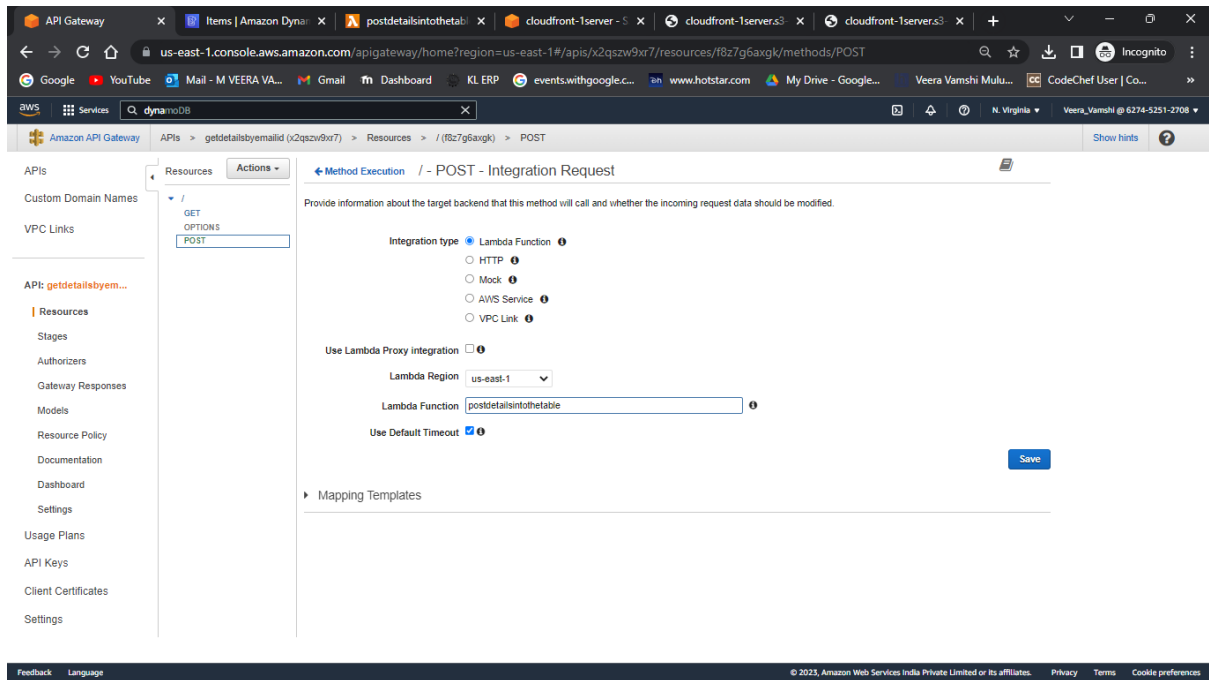 API Gateway
Items | Amazon Dynam
postdetailsintothetabl
cloudfront-1server - S
cloudfront-1server.s3-
cloudfront-1server.s3-
us-east-1.console.aws.amazon.com/apigateway/home?region=us-east-1#/apis/x2qszw9xr7/resources/f8z7g6axgk/methods/POST
Incognito
Google YouTube Mail - M VEERA VA... Gmail Dashboard KL ERP events.withgoogle.c... www.hotstar.com My Drive - Google... Veera Vamshi Mulu... CodeChef User | Co... »
aws Services dynamoDB N. Virginia Veera_Vamshi @ 6274-5251-2708
Amazon API Gateway APIs > getdetailsbyemailid (x2qszw9xr7) > Resources > / (f8z7g6axgk) > POST Show hints
APIs
Custom Domain Names
VPC Links
API: getdetailsbyem...
Resources
Stages
Authorizers
Gateway Responses
Models
Resource Policy
Documentation
Dashboard
Settings
Usage Plans
API Keys
Client Certificates
Settings
Resources Actions
/
GET
OPTIONS
POST
Method Execution / - POST - Integration Request
Provide information about the target backend that this method will call and whether the incoming request data should be modified.
Integration type Lambda Function
HTTP
Mock
AWS Service
VPC Link
Use Lambda Proxy integration
Lambda Region us-east-1
Lambda Function postdetailsintothetable
Use Default Timeout
Save
Mapping Templates
Feedback Language © 2023, Amazon Web Services India Private Limited or its affiliates. Privacy Terms Cookie preferences